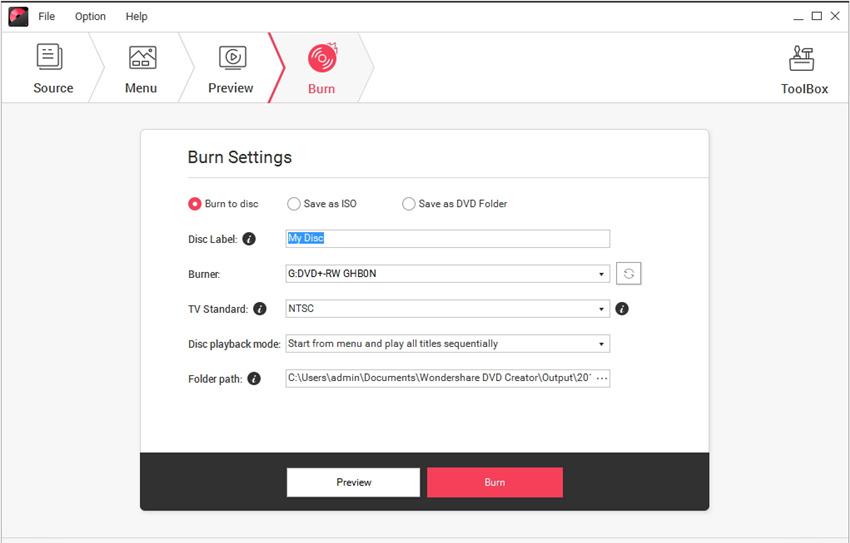 File Option Help
Source Menu Preview Burn ToolBox
Burn Settings
Burn to disc Save as ISO Save as DVD Folder
Disc Label: i My Disc
Burner: G:DVD+-RW GHB0N
TV Standard: i NTSC i
Disc playback mode: Start from menu and play all titles sequentially
Folder path: i C:\Users\admin\Documents\Wondershare DVD Creator\Output\201 ...
Preview Burn